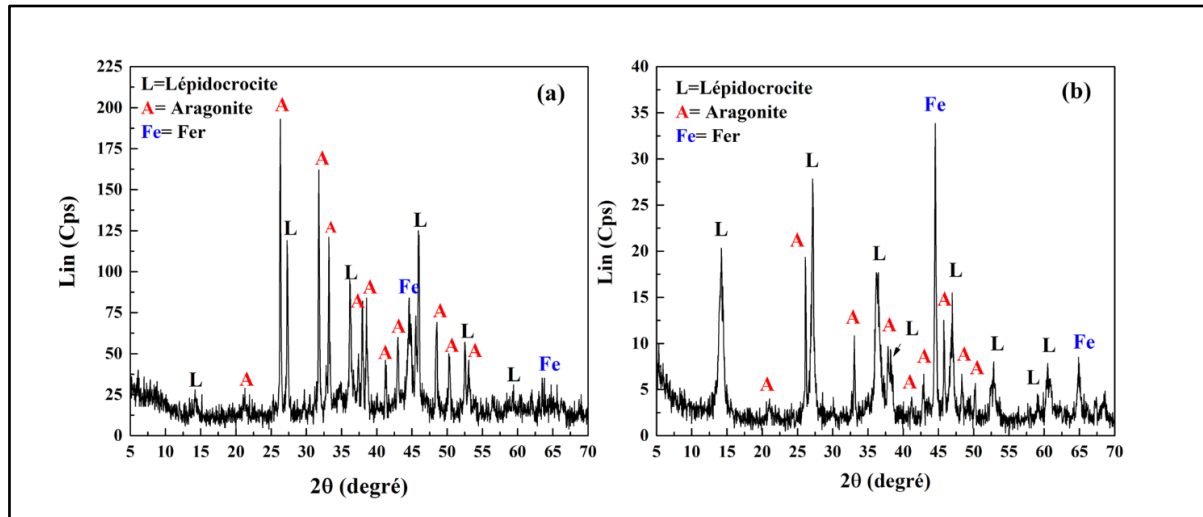 (a)
L=Lépidocrocite
A= Aragonite
Fe= Fer
Lin (Cps)
225
200
175
150
125
100
75
50
25
0
A
A
A
L
L
L
Fe
A
A
A
A
A
A
L
A
L
A
L
Fe
5 10 15 20 25 30 35 40 45 50 55 60 65 70
2θ (degré)
(b)
L=Lépidocrocite
A= Aragonite
Fe= Fer
Lin (Cps)
40
35
30
25
20
15
10
5
0
Fe
L
L
A
L
L
A
A
A
L
A
A
A
A
A
L
L
L
Fe
5 10 15 20 25 30 35 40 45 50 55 60 65 70
2θ (degré)